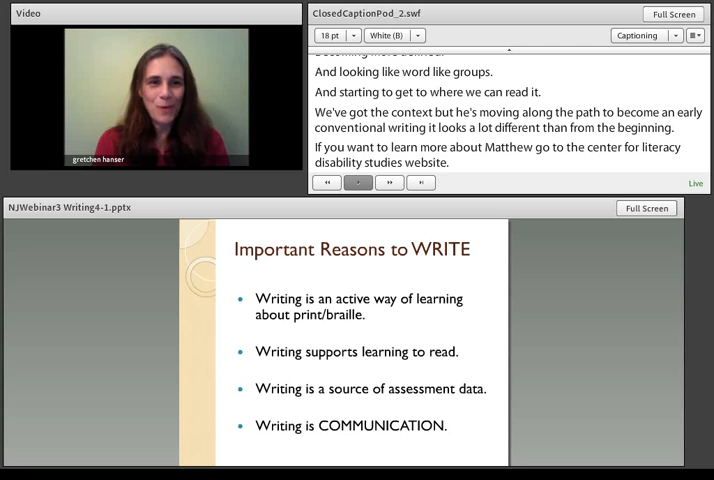 Video
gretchen hanser
ClosedCaptionPod_2.swf
Full Screen
18 pt
White (B)
Captioning
Becoming more defined.
And looking like word like groups.
And starting to get to where we can read it.
We've got the context but he's moving along the path to become an early
conventional writing it looks a lot different than from the beginning.
If you want to learn more about Matthew go to the center for literacy
disability studies website.
Live
NJWebinar3 Writing4-1.pptx
Full Screen
Important Reasons to WRITE
Writing is an active way of learning
about print/braille.
Writing supports learning to read.
Writing is a source of assessment data.
Writing is COMMUNICATION.